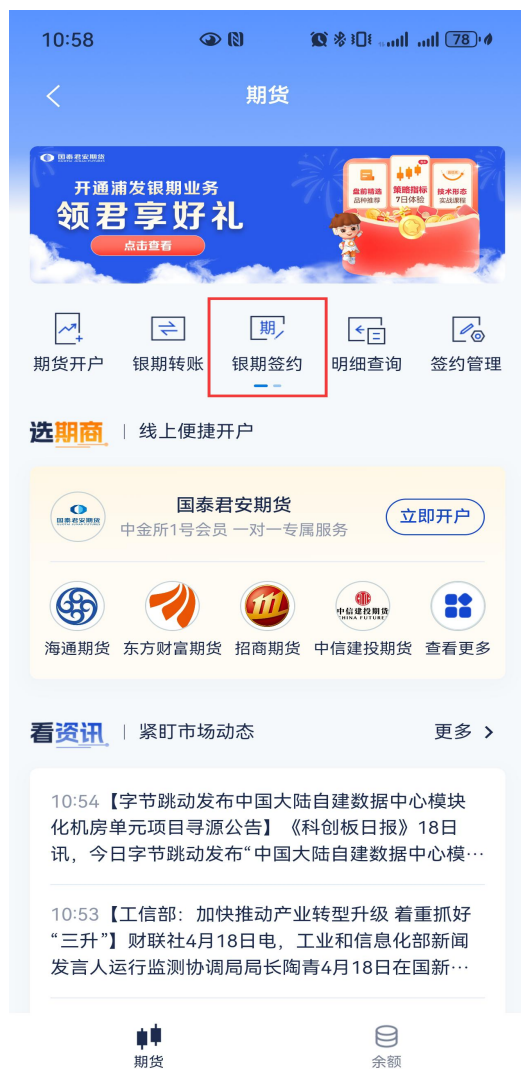 10:58
78
期货
国泰君安期货
开通浦发银期业务
领君享好礼
点击查看
盘前精选
品种推荐
策略指标
7日体验
技术形态
实战课程
期货开户
银期转账
期
银期签约
明细查询
签约管理
选期商
线上便捷开户
国泰君安期货
国泰君安期货
中金所1号会员 一对一专属服务
立即开户
中信建投期货
海通期货
东方财富期货
招商期货
中信建投期货
查看更多
看资讯
紧盯市场动态
更多
10:54【字节跳动发布中国大陆自建数据中心模块
化机房单元项目寻源公告】《科创板日报》18日
讯，今日字节跳动发布“中国大陆自建数据中心模…
10:53【工信部：加快推动产业转型升级 着重抓好
“三升”】财联社4月18日电，工业和信息化部新闻
发言人运行监测协调局局长陶青4月18日在国新…
期货
余额